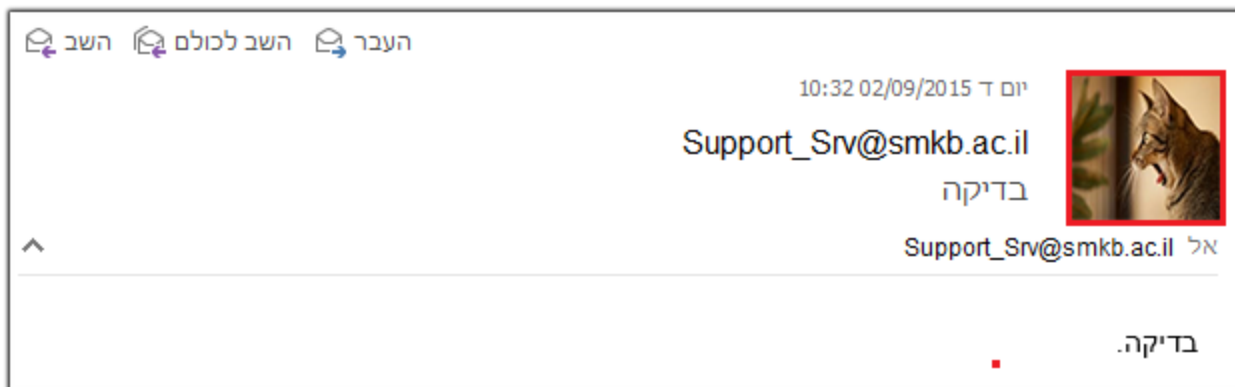 השב השב לכולם העבר
יום ד 02/09/2015 10:32
Support_Srv@smkb.ac.il
בדיקה
אל Support_Srv@smkb.ac.il
בדיקה.